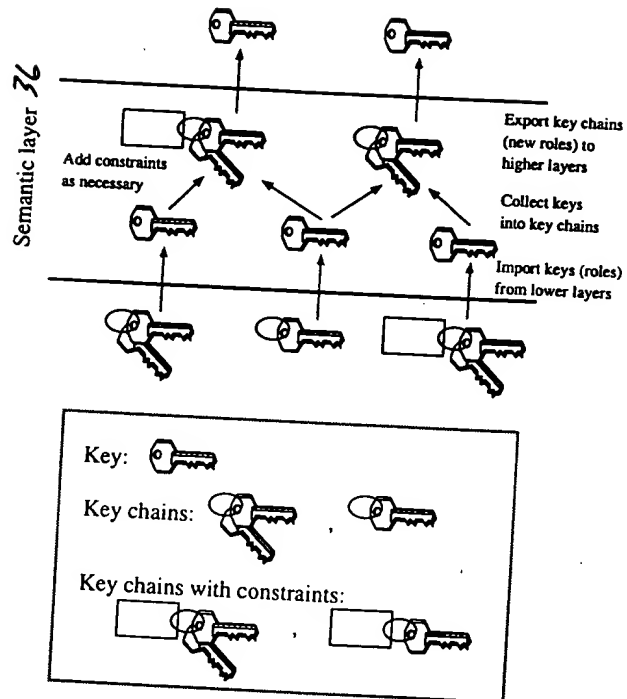 Semantic layer 36
Export key chains
(new roles) to
higher layers
Add constraints
as necessary
Collect keys
into key chains
Import keys (roles)
from lower layers
Key:
Key chains: ,
Key chains with constraints:
,